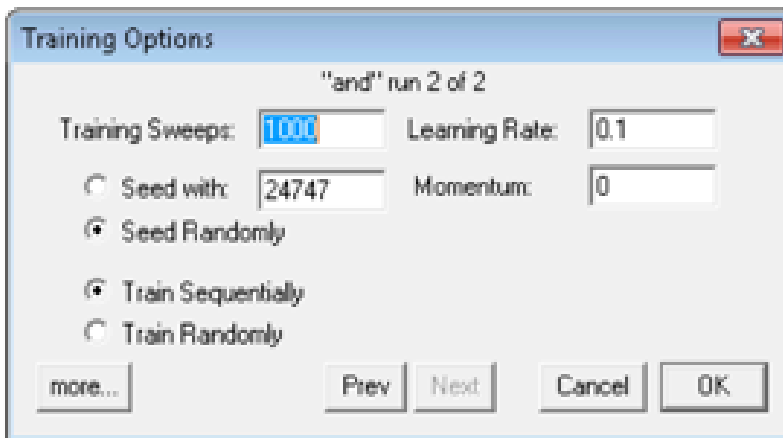 Training Options
"and" run 2 of 2
Training Sweeps: 1000 Learning Rate: 0.1
Seed with: 24747 Momentum: 0
Seed Randomly
Train Sequentially
Train Randomly
more... Prev Next Cancel OK